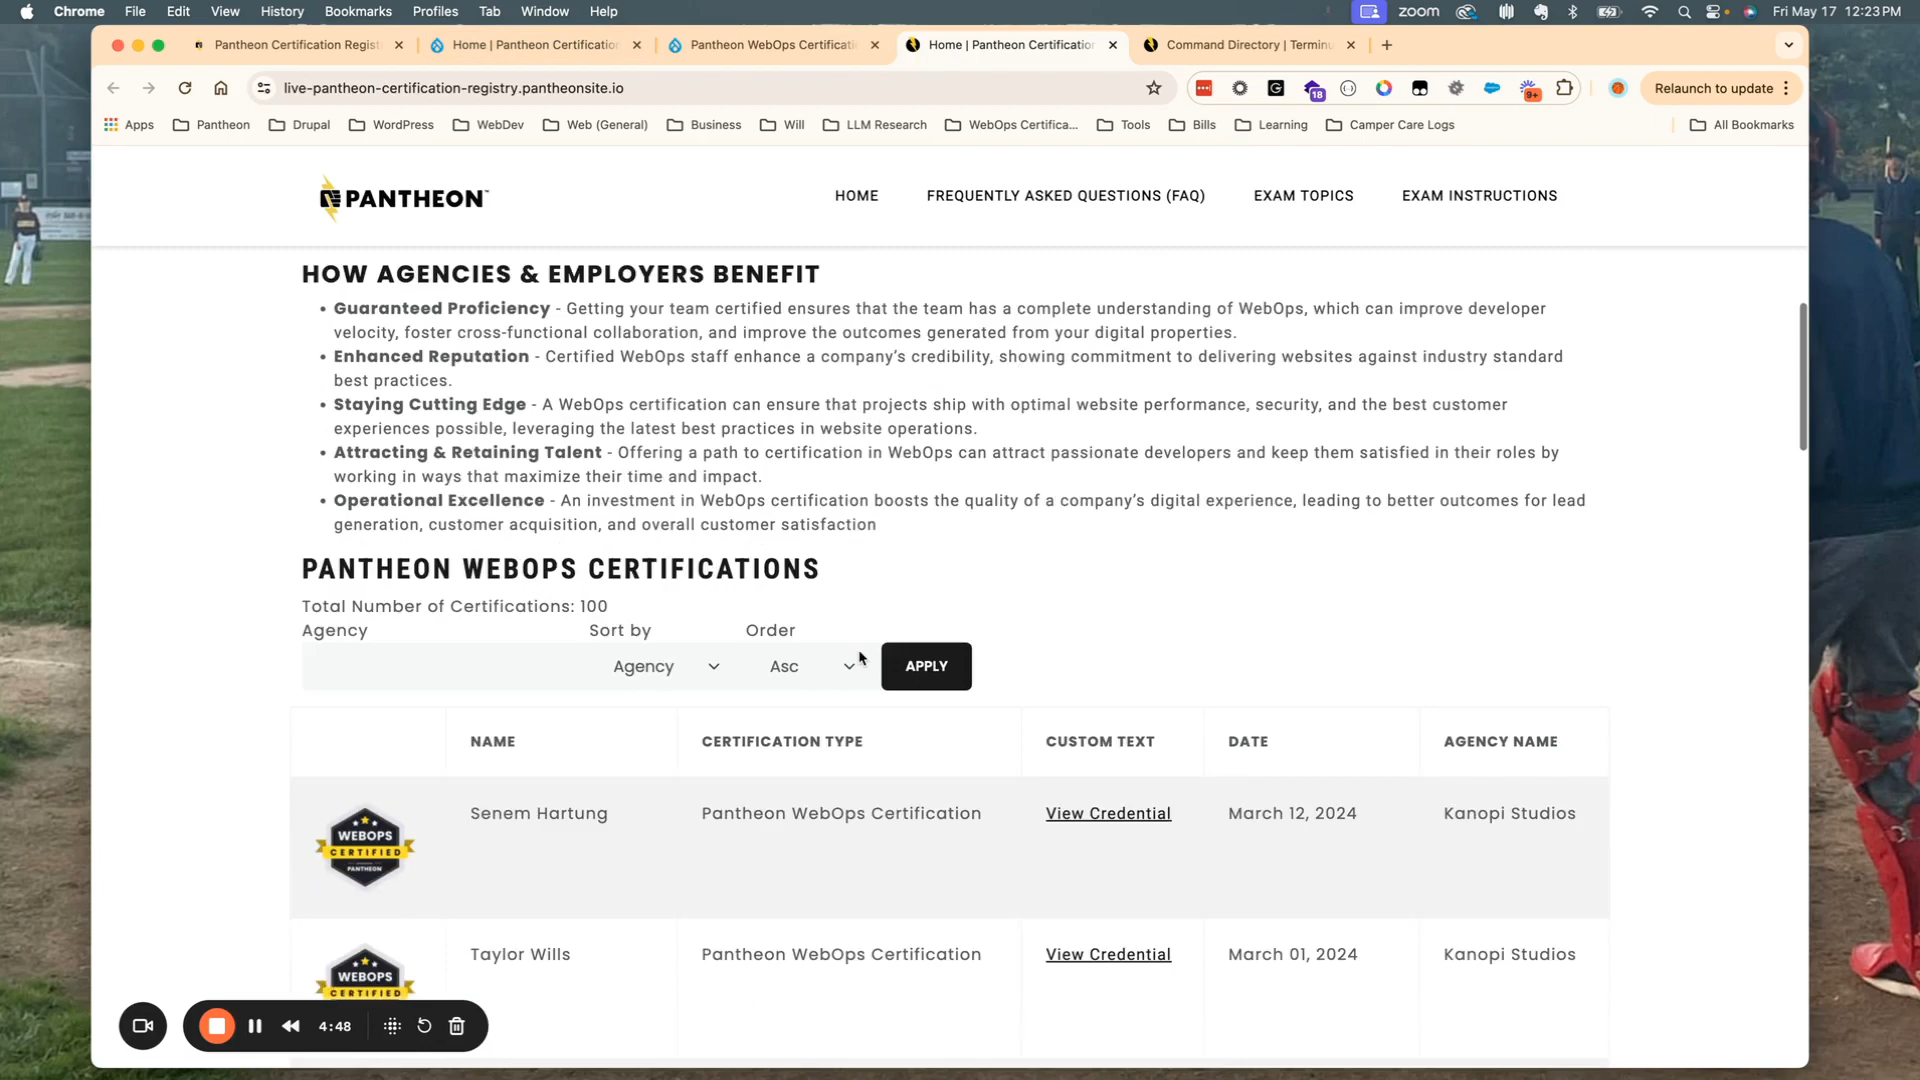 Chrome File Edit View History Bookmarks Profiles Tab Window Help zoom Fri May 17 12:23 PM
Pantheon Certification Regist Home | Pantheon Certification Pantheon WebOps Certificati Home | Pantheon Certification Command Directory | Terminu
live-pantheon-certification-registry.pantheonsite.io 18 9+ Relaunch to update
Apps Pantheon Drupal WordPress WebDev Web (General) Business Will LLM Research WebOps Certifica... Tools Bills Learning Camper Care Logs All Bookmarks
PANTHEON HOME FREQUENTLY ASKED QUESTIONS (FAQ) EXAM TOPICS EXAM INSTRUCTIONS
HOW AGENCIES & EMPLOYERS BENEFIT
• Guaranteed Proficiency - Getting your team certified ensures that the team has a complete understanding of WebOps, which can improve developer
velocity, foster cross-functional collaboration, and improve the outcomes generated from your digital properties.
• Enhanced Reputation - Certified WebOps staff enhance a company's credibility, showing commitment to delivering websites against industry standard
best practices.
• Staying Cutting Edge - A WebOps certification can ensure that projects ship with optimal website performance, security, and the best customer
experiences possible, leveraging the latest best practices in website operations.
• Attracting & Retaining Talent - Offering a path to certification in WebOps can attract passionate developers and keep them satisfied in their roles by
working in ways that maximize their time and impact.
• Operational Excellence - An investment in WebOps certification boosts the quality of a company's digital experience, leading to better outcomes for lead
generation, customer acquisition, and overall customer satisfaction
PANTHEON WEBOPS CERTIFICATIONS
Total Number of Certifications: 100
Agency Sort by Order
Agency Asc APPLY
NAME CERTIFICATION TYPE CUSTOM TEXT DATE AGENCY NAME
Senem Hartung Pantheon WebOps Certification View Credential March 12, 2024 Kanopi Studios
WEBOPS
CERTIFIED
PANTHEON
Taylor Wills Pantheon WebOps Certification View Credential March 01, 2024 Kanopi Studios
WEBOPS
CERTIFIED
4:48